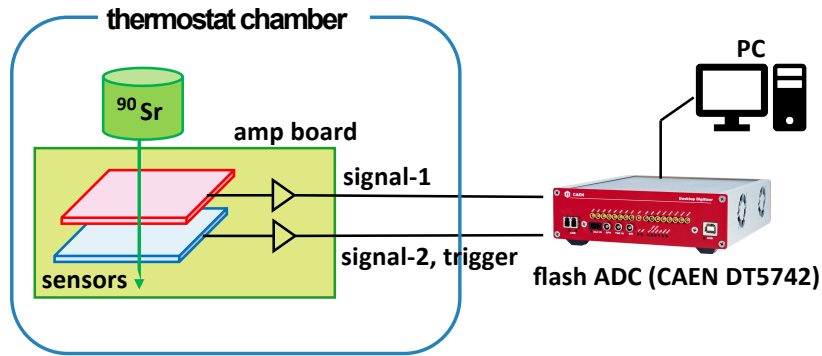 thermostat chamber
PC
⁹⁰Sr
amp board
signal-1
signal-2, trigger
sensors
CAEN
Desktop Digitizer
flash ADC (CAEN DT5742)